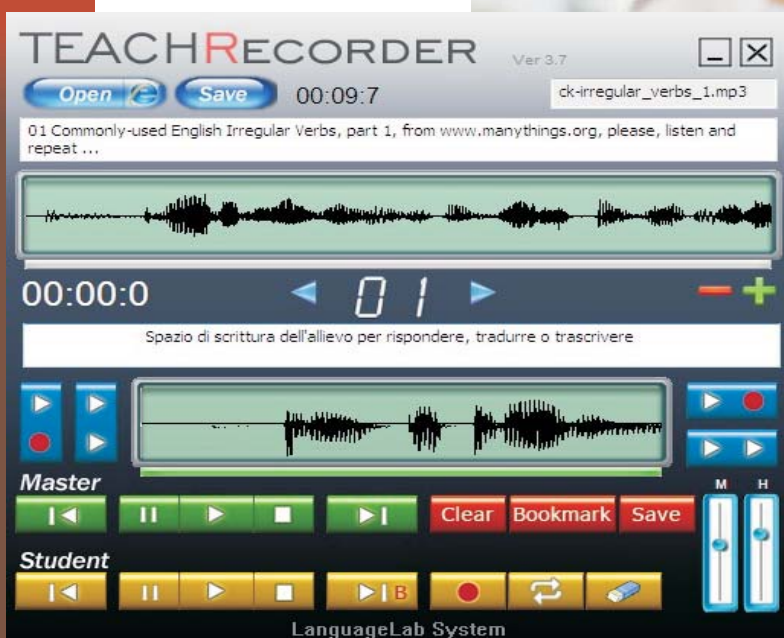 TEACHRECORDER
Ver 3.7
Open
Save
00:09:7
ck-irregular_verbs_1.mp3
01 Commonly-used English Irregular Verbs, part 1, from www.manythings.org, please, listen and
repeat ...
00:00:0
01
Spazio di scrittura dell'allievo per rispondere, tradurre o trascrivere
Master
M
H
Clear
Bookmark
Save
Student
B
LanguageLab System